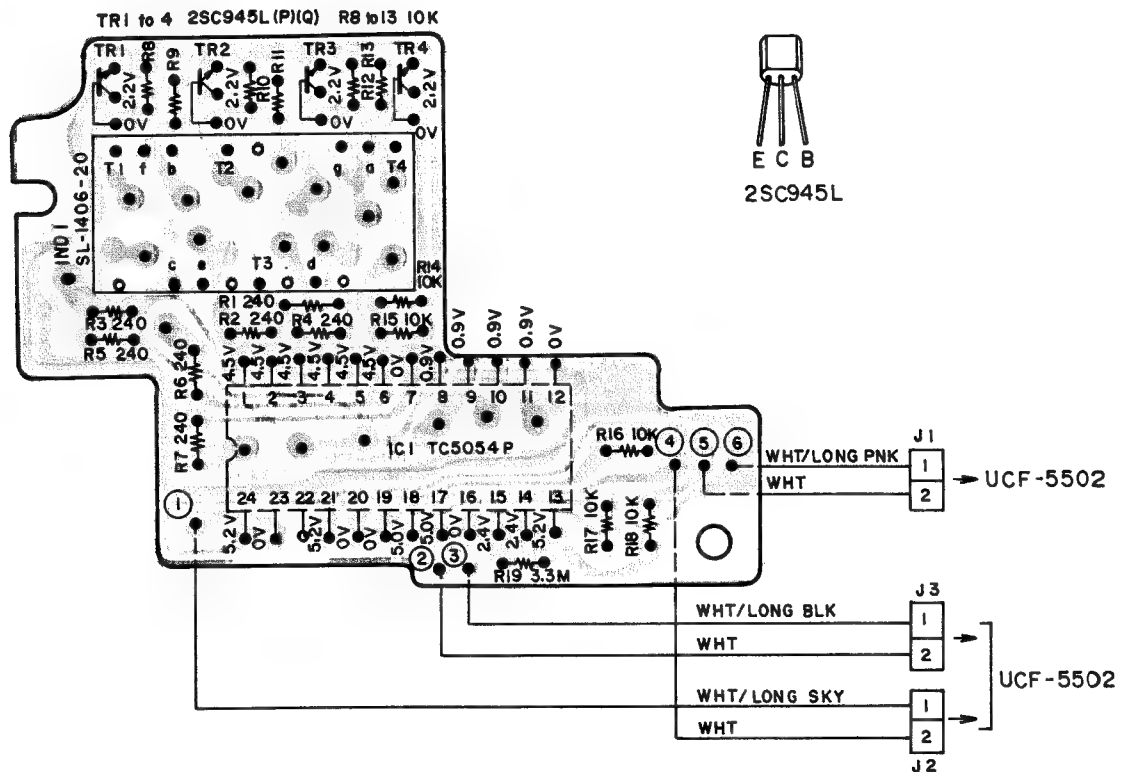 TR1 to 4 2SC945L (P)(Q) R8 to 13 10K
TR1 R8 R9 TR2 R10 R11 TR3 R12 R13 TR4
2.2V 2.2V 2.2V 2.2V
0V 0V 0V 0V
E C B
2SC945L
T1 f b T2 g a T4
IND1
SL-1406-20
c e T3 d
R14
10K
R1 240
R3 240 R2 240 R4 240 R15 10K
R5 240
R6 240
R7 240
4.5V 4.5V 4.5V 4.5V 4.5V 4.5V 0V 0.9V 0.9V 0.9V 0.9V 0V
1 2 3 4 5 6 7 8 9 10 11 12
IC1 TC5054P
24 23 22 21 20 19 18 17 16 15 14 13
5.2V 0V 5.2V 0V 0V 5.0V 5.0V 0V 2.4V 2.4V 5.2V
R16 10K
4 5 6
R17 10K
R18 10K
R19 3.3M
1
2 3
J1
WHT/LONG PNK 1
WHT 2
UCF-5502
J3
WHT/LONG BLK 1
WHT 2
UCF-5502
WHT/LONG SKY 1
WHT 2
J2